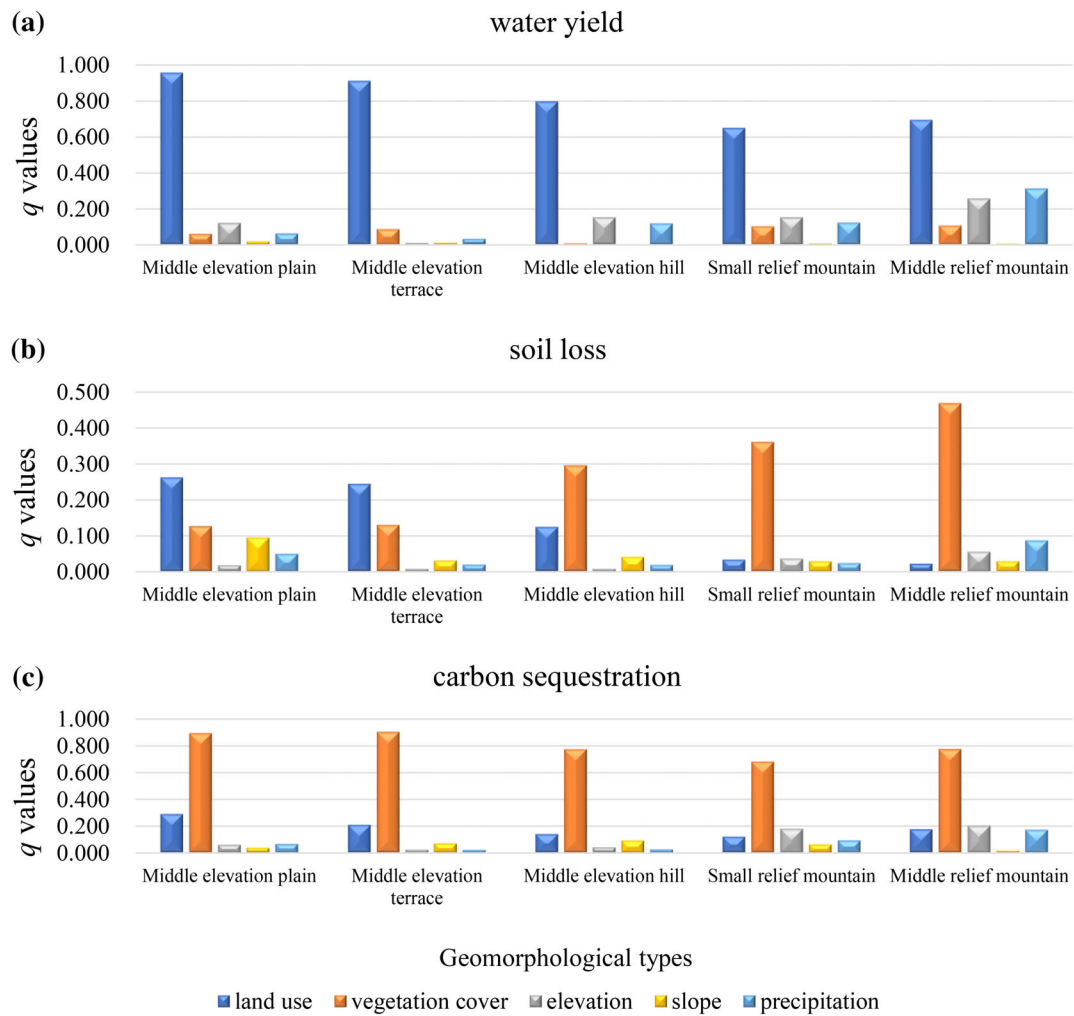 (a) water yield
1.000
0.800
0.600
0.400
0.200
0.000
q values
Middle elevation plain
Middle elevation
terrace
Middle elevation hill
Small relief mountain
Middle relief mountain
(b) soil loss
0.500
0.400
0.300
0.200
0.100
0.000
q values
Middle elevation plain
Middle elevation
terrace
Middle elevation hill
Small relief mountain
Middle relief mountain
(c) carbon sequestration
1.000
0.800
0.600
0.400
0.200
0.000
q values
Middle elevation plain
Middle elevation
terrace
Middle elevation hill
Small relief mountain
Middle relief mountain
Geomorphological types
land use vegetation cover elevation slope precipitation